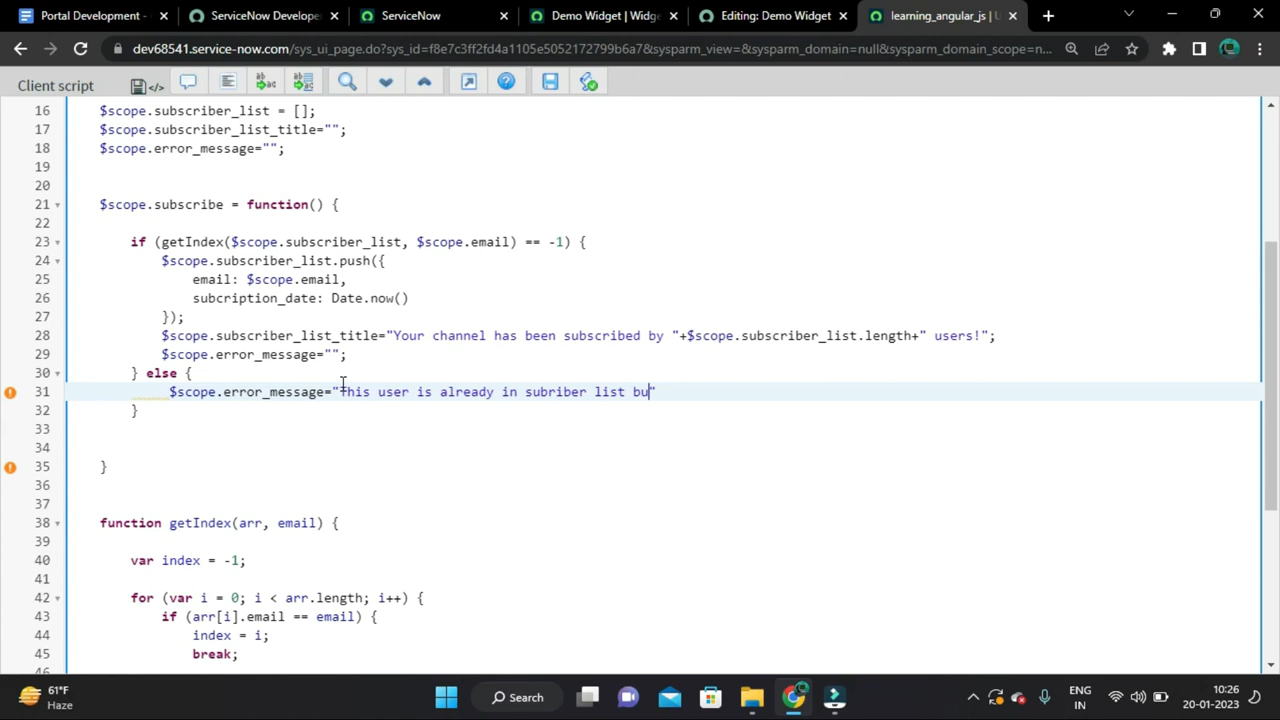 Portal Development -
ServiceNow Develope
ServiceNow
Demo Widget | Widge
Editing: Demo Widget
learning_angular_js | U
dev68541.service-now.com/sys_ui_page.do?sys_id=f8e7c3ff2fd4a1105e5052172799b6a7&sysparm_view=&sysparm_domain=null&sysparm_domain_scope=n...
Client script
16 $scope.subscriber_list = [];
17 $scope.subscriber_list_title="";
18 $scope.error_message="";
19
20
21 $scope.subscribe = function() {
22
23 if (getIndex($scope.subscriber_list, $scope.email) == -1) {
24 $scope.subscriber_list.push({
25 email: $scope.email,
26 subcription_date: Date.now()
27 });
28 $scope.subscriber_list_title="Your channel has been subscribed by "+$scope.subscriber_list.length+" users!";
29 $scope.error_message="";
30 } else {
31 $scope.error_message="This user is already in subriber list bu"
32 }
33
34
35 }
36
37
38 function getIndex(arr, email) {
39
40 var index = -1;
41
42 for (var i = 0; i < arr.length; i++) {
43 if (arr[i].email == email) {
44 index = i;
45 break;
46
61°F
Haze
Search
ENG
IN
10:26
20-01-2023